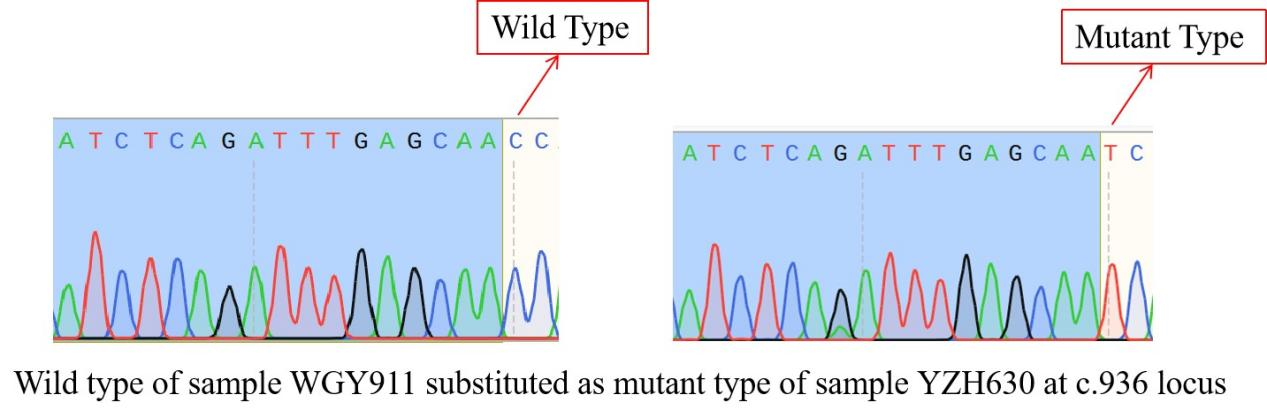 Wild Type
Mutant Type
A T C T C A G A T T T G A G C A A C C
A T C T C A G A T T T G A G C A A T C
Wild type of sample WGY911 substituted as mutant type of sample YZH630 at c.936 locus